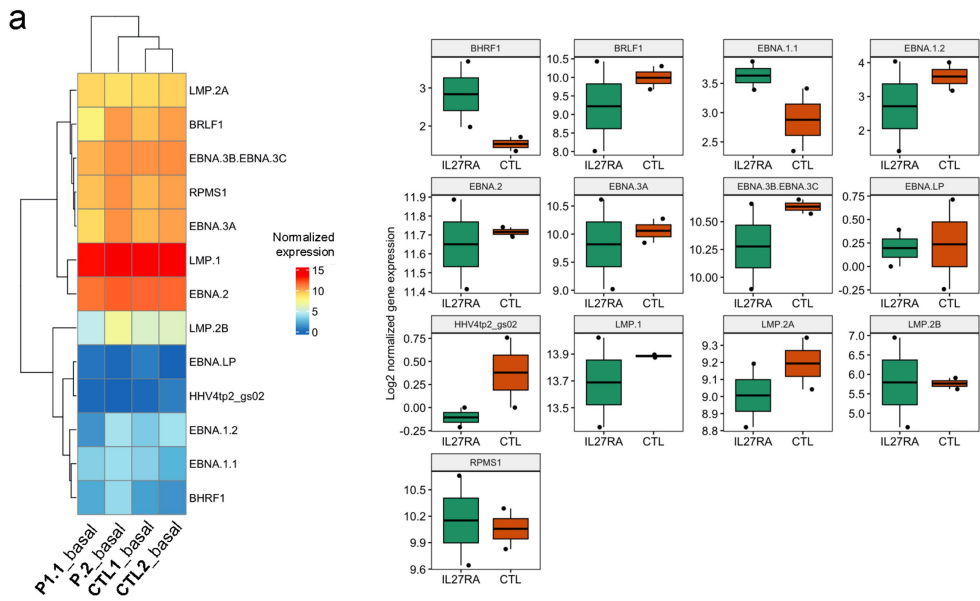 a
LMP.2A
BRLF1
EBNA.3B.EBNA.3C
RPMS1
EBNA.3A
LMP.1
EBNA.2
LMP.2B
EBNA.LP
HHV4tp2_gs02
EBNA.1.2
EBNA.1.1
BHRF1
P1.1_basal
P.2_basal
CTL1_basal
CTL2_basal
Normalized
expression
15
10
5
0
Log2 normalized gene expression
BHRF1
3
2
IL27RA CTL
BRLF1
10.5
10.0
9.5
9.0
8.5
8.0
IL27RA CTL
EBNA.1.1
3.5
3.0
2.5
IL27RA CTL
EBNA.1.2
4
3
2
IL27RA CTL
EBNA.2
11.9
11.8
11.7
11.6
11.5
11.4
IL27RA CTL
EBNA.3A
10.5
10.0
9.5
9.0
IL27RA CTL
EBNA.3B.EBNA.3C
10.50
10.25
10.00
IL27RA CTL
EBNA.LP
0.75
0.50
0.25
0.00
-0.25
IL27RA CTL
HHV4tp2_gs02
0.75
0.50
0.25
0.00
-0.25
IL27RA CTL
LMP.1
13.9
13.7
13.5
IL27RA CTL
LMP.2A
9.3
9.2
9.1
9.0
8.9
8.8
IL27RA CTL
LMP.2B
7.0
6.5
6.0
5.5
5.0
IL27RA CTL
RPMS1
10.5
10.2
9.9
9.6
IL27RA CTL